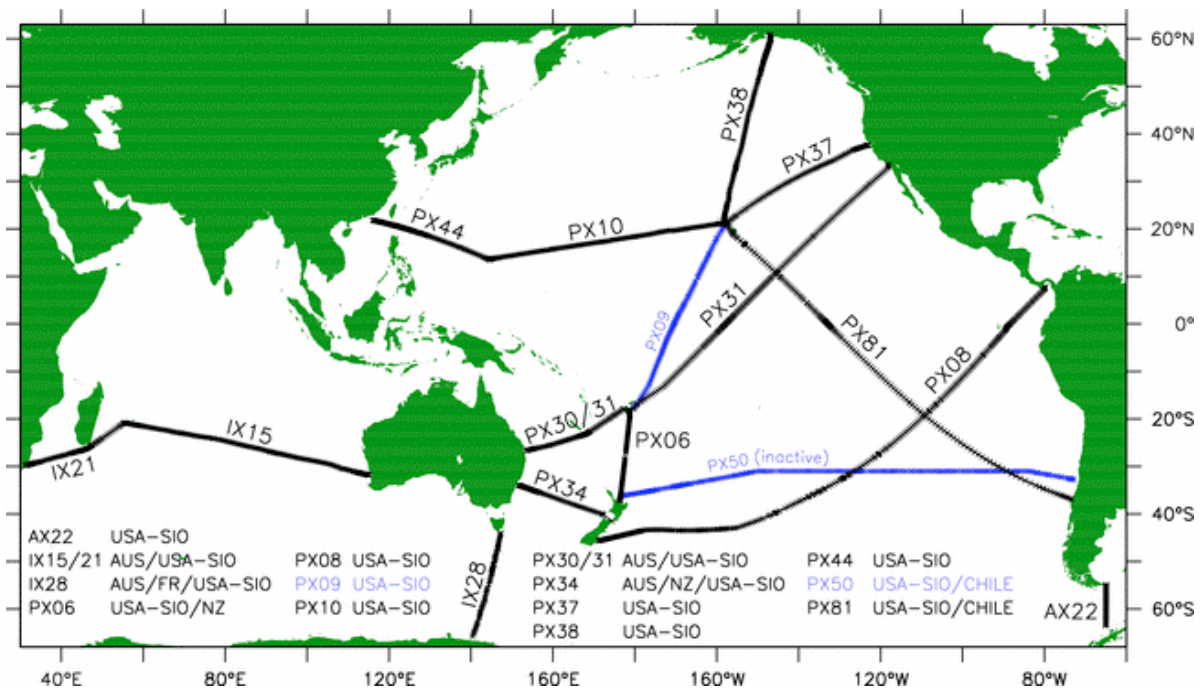 60°N
PX38
40°N
PX37
PX44
PX10
20°N
PX09
PX31
0°
PX81
PX08
PX30/31
20°S
IX15
PX06
IX21
PX50 (inactive)
PX34
40°S
AX22 USA-SIO
IX15/21 AUS/USA-SIO PX08 USA-SIO PX30/31 AUS/USA-SIO PX44 USA-SIO
IX28 AUS/FR/USA-SIO PX09 USA-SIO PX34 AUS/NZ/USA-SIO PX50 USA-SIO/CHILE
PX06 USA-SIO/NZ PX10 USA-SIO PX37 USA-SIO PX81 USA-SIO/CHILE
PX38 USA-SIO
IX28
AX22
60°S
40°E 80°E 120°E 160°E 160°W 120°W 80°W